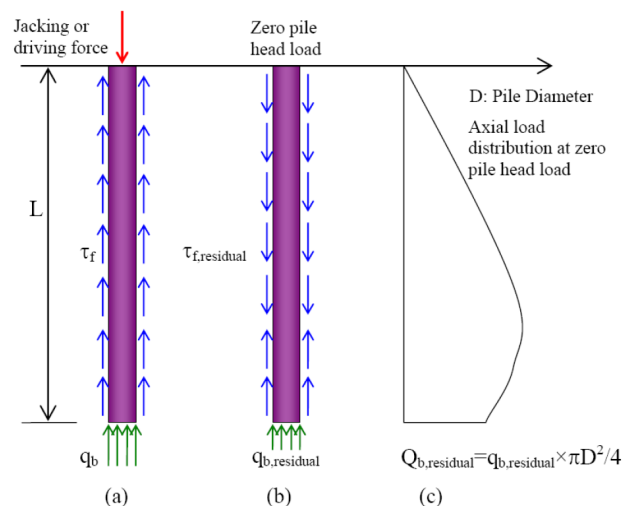 Jacking or
driving force
Zero pile
head load
D: Pile Diameter
Axial load
distribution at zero
pile head load
L
τf
τf,residual
qb
qb,residual
Qb,residual=qb,residual×πD²/4
(a)
(b)
(c)